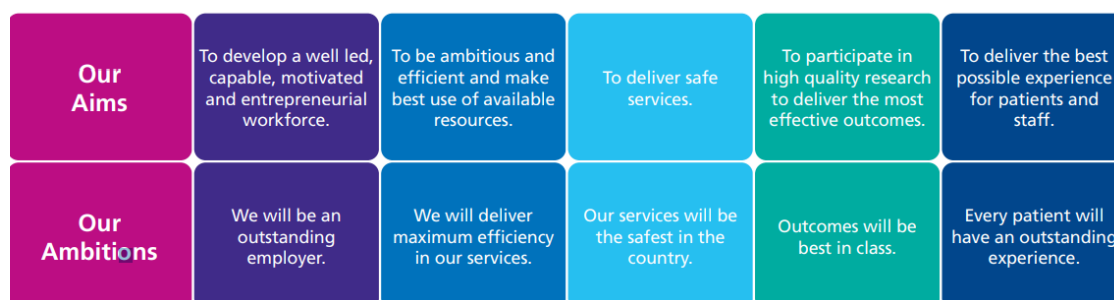 Our
Aims
To develop a well led,
capable, motivated
and entrepreneurial
workforce.
To be ambitious and
efficient and make
best use of available
resources.
To deliver safe
services.
To participate in
high quality research
to deliver the most
effective outcomes.
To deliver the best
possible experience
for patients and
staff.
Our
Ambitions
We will be an
outstanding
employer.
We will deliver
maximum efficiency
in our services.
Our services will be
the safest in the
country.
Outcomes will be
best in class.
Every patient will
have an outstanding
experience.